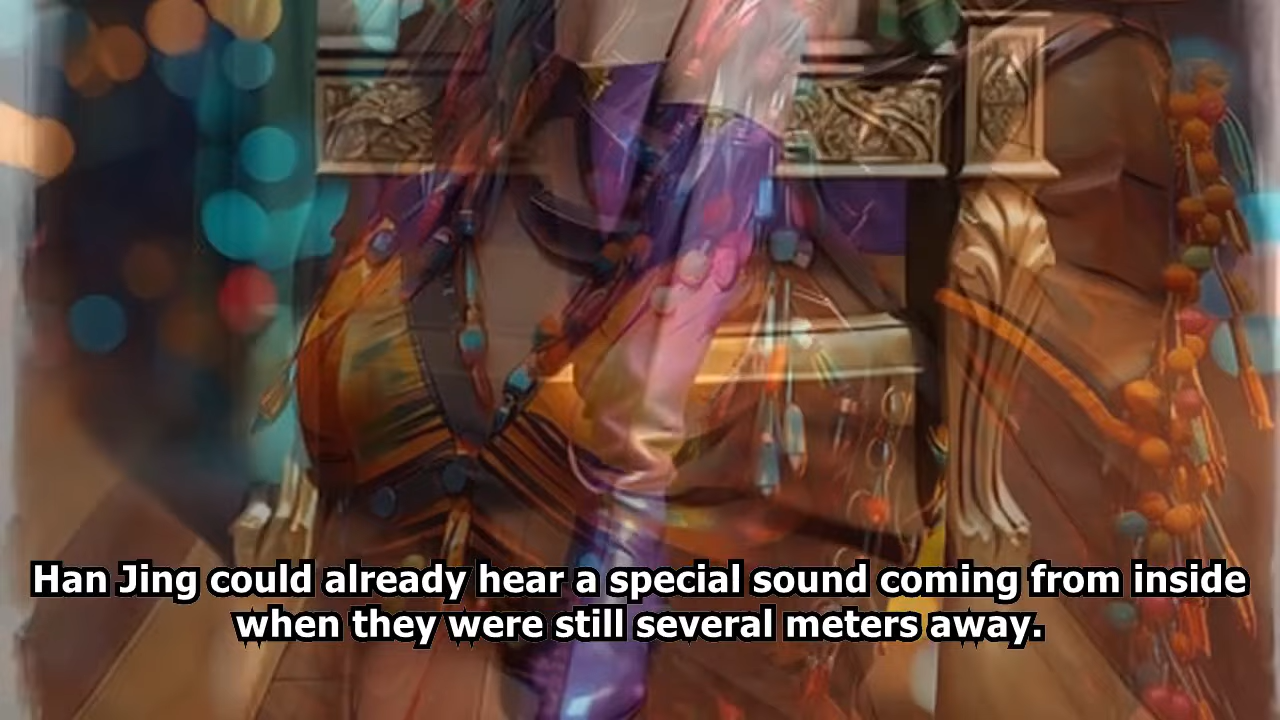 Han Jing could already hear a special sound coming from inside
when they were still several meters away.